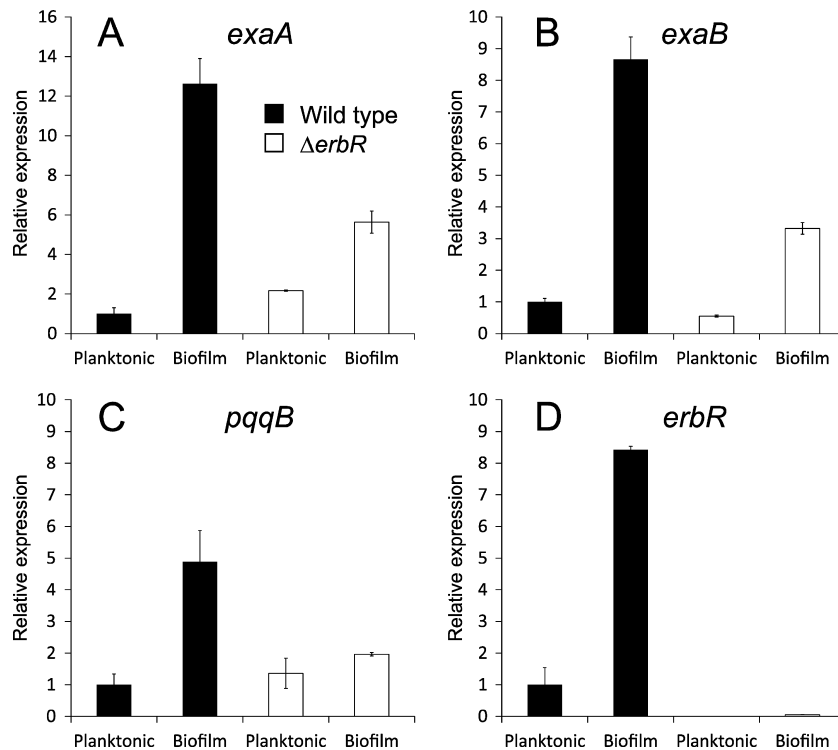 A
exaA
Relative expression
16
14
12
10
8
6
4
2
0
Wild type
ΔerbR
Planktonic Biofilm Planktonic Biofilm
B
exaB
Relative expression
10
9
8
7
6
5
4
3
2
1
0
Planktonic Biofilm Planktonic Biofilm
C
pqqB
Relative expression
10
9
8
7
6
5
4
3
2
1
0
Planktonic Biofilm Planktonic Biofilm
D
erbR
Relative expression
10
9
8
7
6
5
4
3
2
1
0
Planktonic Biofilm Planktonic Biofilm